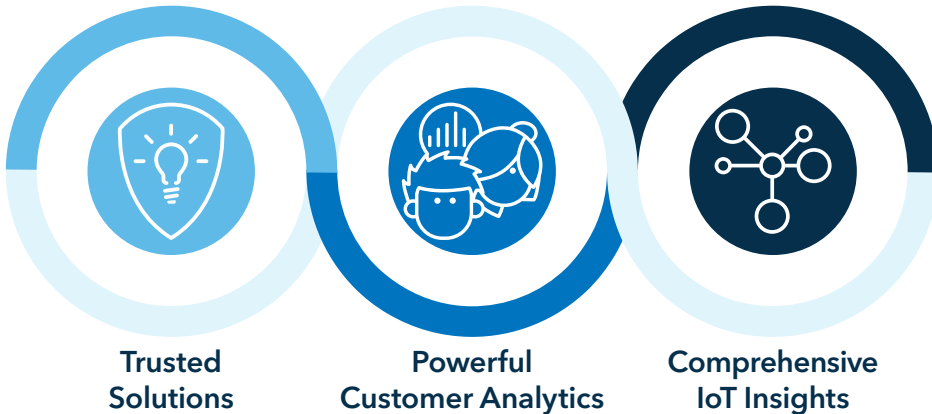 Trusted
Solutions
Powerful
Customer Analytics
Comprehensive
IoT Insights